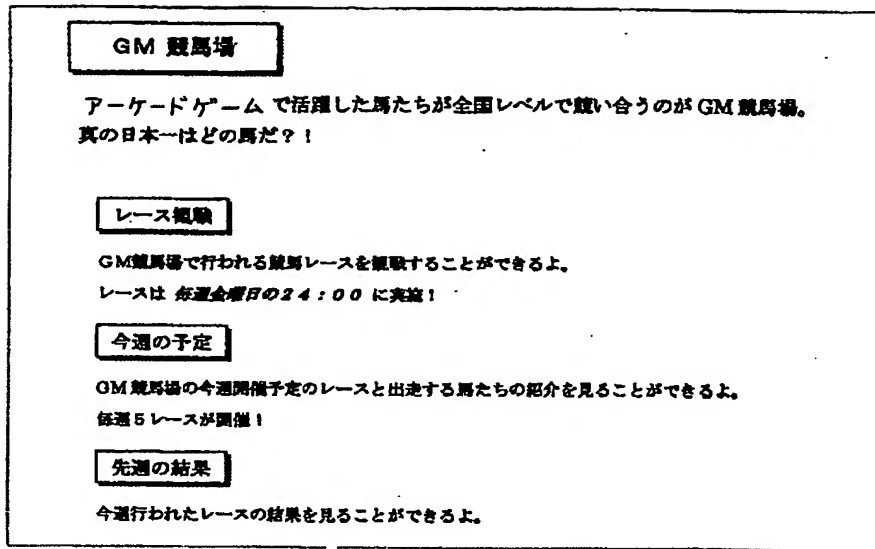 GM 競馬場
アーケードゲーム で活躍した馬たちが全国レベルで競い合うのが GM 競馬場。
真の日本一はどの馬だ？！
レース観戦
GM競馬場で行われる競馬レースを観戦することができるよ。
レースは 毎週金曜日の２４：００ に実施！
今週の予定
GM 競馬場の今週開催予定のレースと出走する馬たちの紹介を見ることができるよ。
毎週５レースが開催！
先週の結果
今週行われたレースの結果を見ることができるよ。